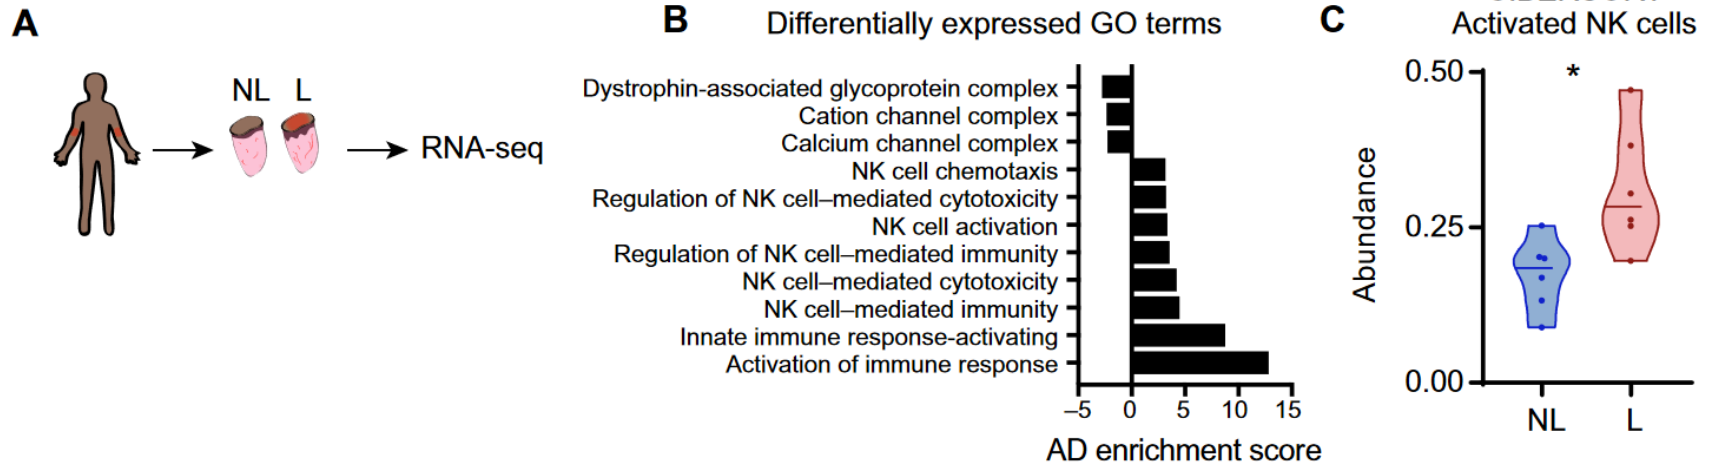 A
NL L
RNA-seq
B
Differentially expressed GO terms
Dystrophin-associated glycoprotein complex
Cation channel complex
Calcium channel complex
NK cell chemotaxis
Regulation of NK cell–mediated cytotoxicity
NK cell activation
Regulation of NK cell–mediated immunity
NK cell–mediated cytotoxicity
NK cell–mediated immunity
Innate immune response-activating
Activation of immune response
–5 0 5 10 15
AD enrichment score
C
Activated NK cells
0.50
*
0.25
0.00
Abundance
NL L